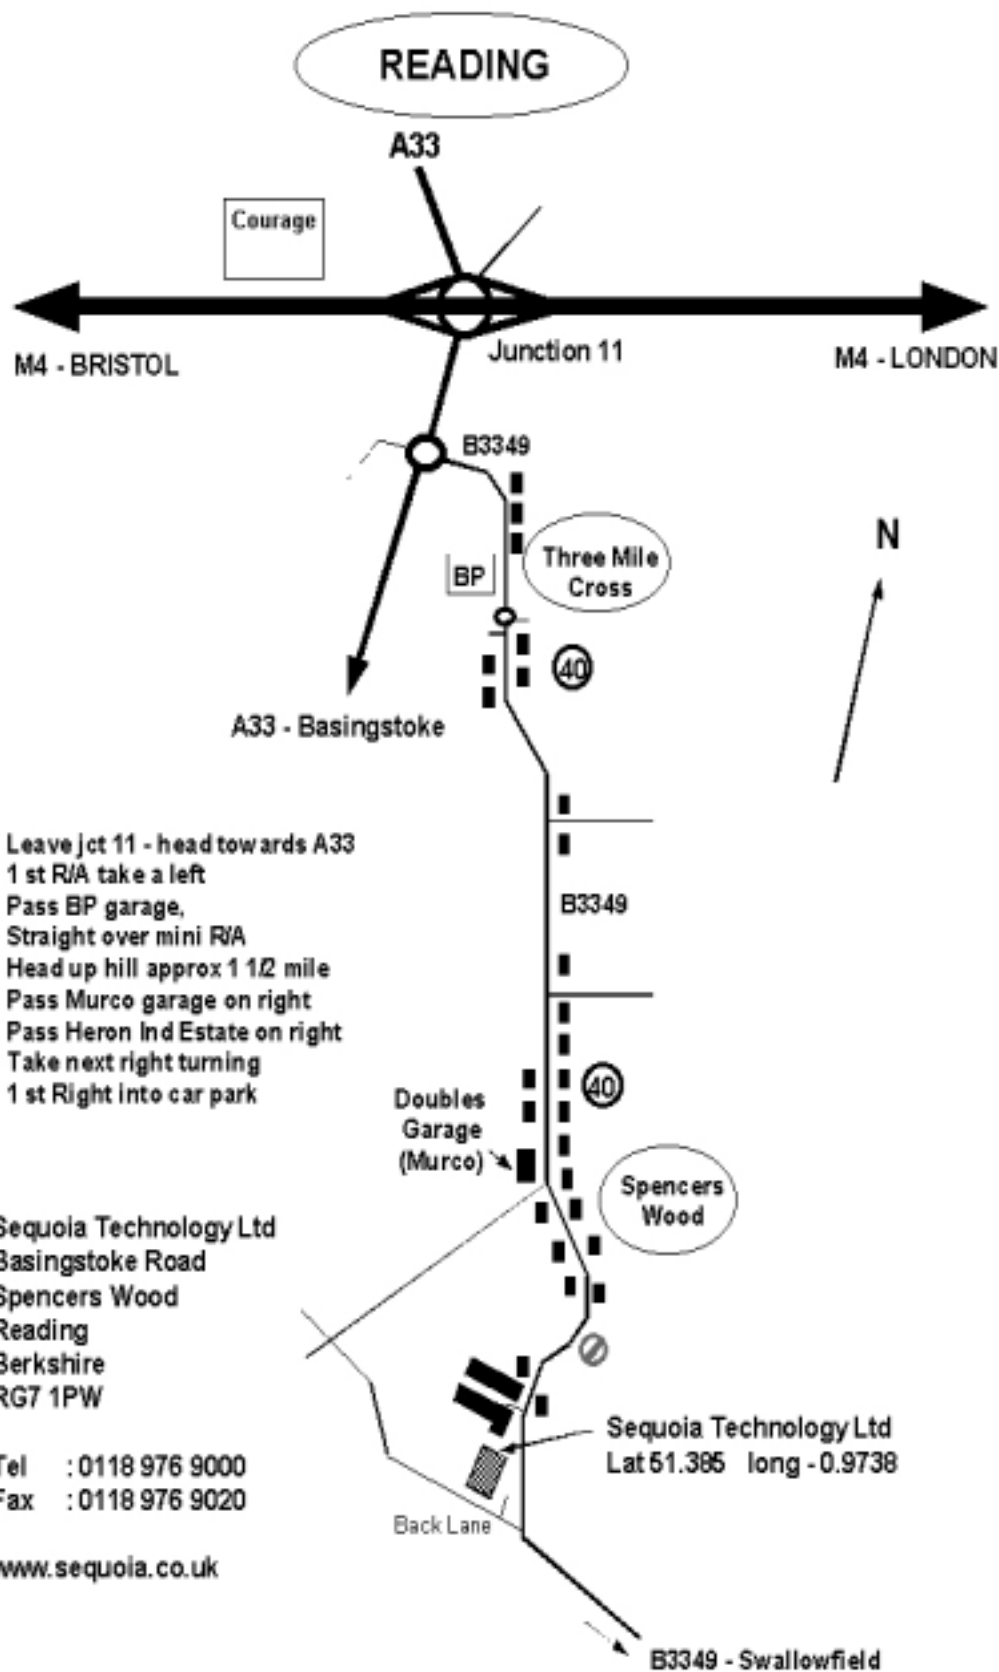 READING
A33
Courage
M4 - BRISTOL
Junction 11
M4 - LONDON
B3349
N
BP
Three Mile
Cross
40
A33 - Basingstoke
Leave jct 11 - head towards A33
1 st R/A take a left
Pass BP garage,
Straight over mini R/A
Head up hill approx 1 1/2 mile
Pass Murco garage on right
Pass Heron Ind Estate on right
Take next right turning
1 st Right into car park
B3349
40
Doubles
Garage
(Murco)
Spencers
Wood
Sequoia Technology Ltd
Basingstoke Road
Spencers Wood
Reading
Berkshire
RG7 1PW
Tel : 0118 976 9000
Fax : 0118 976 9020
www.sequoia.co.uk
Sequoia Technology Ltd
Lat 51.385 long - 0.9738
Back Lane
B3349 - Swallowfield